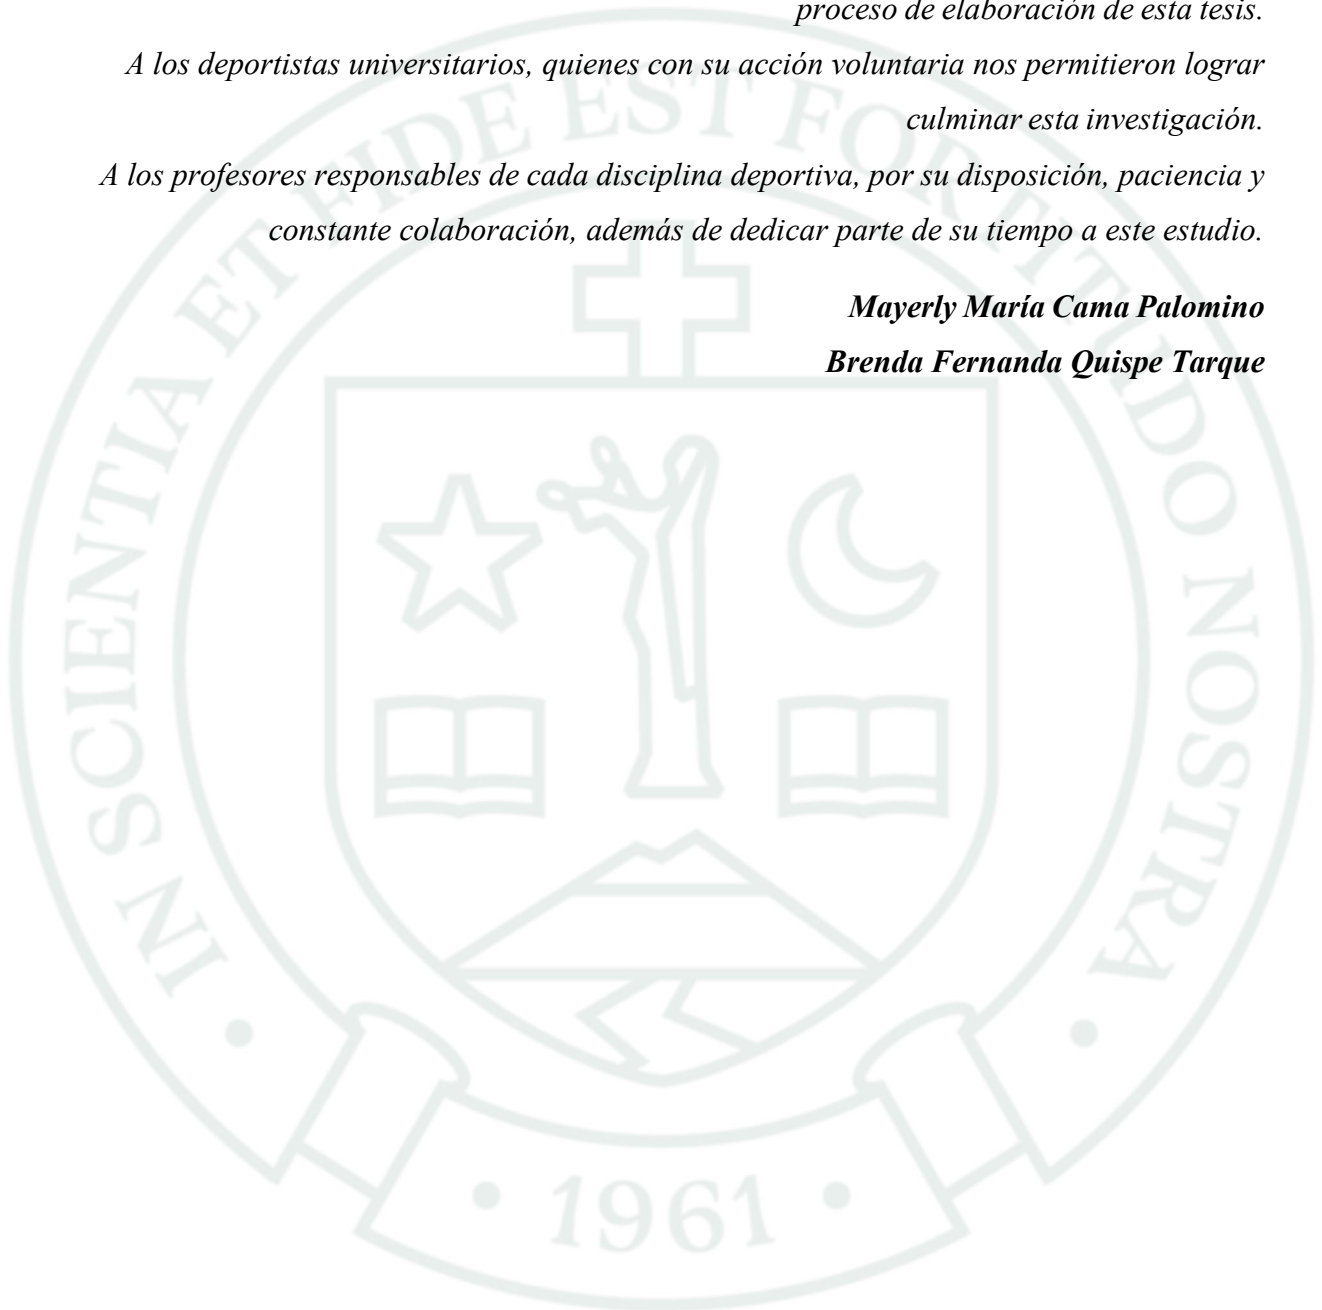 proceso de elaboración de esta tesis.
A los deportistas universitarios, quienes con su acción voluntaria nos permitieron lograr
culminar esta investigación.
A los profesores responsables de cada disciplina deportiva, por su disposición, paciencia y
constante colaboración, además de dedicar parte de su tiempo a este estudio.
Mayerly María Cama Palomino
Brenda Fernanda Quispe Tarque
IN SCIENTIA ET FIDE EST FORTITUDO NOSTRA
• 1961 •